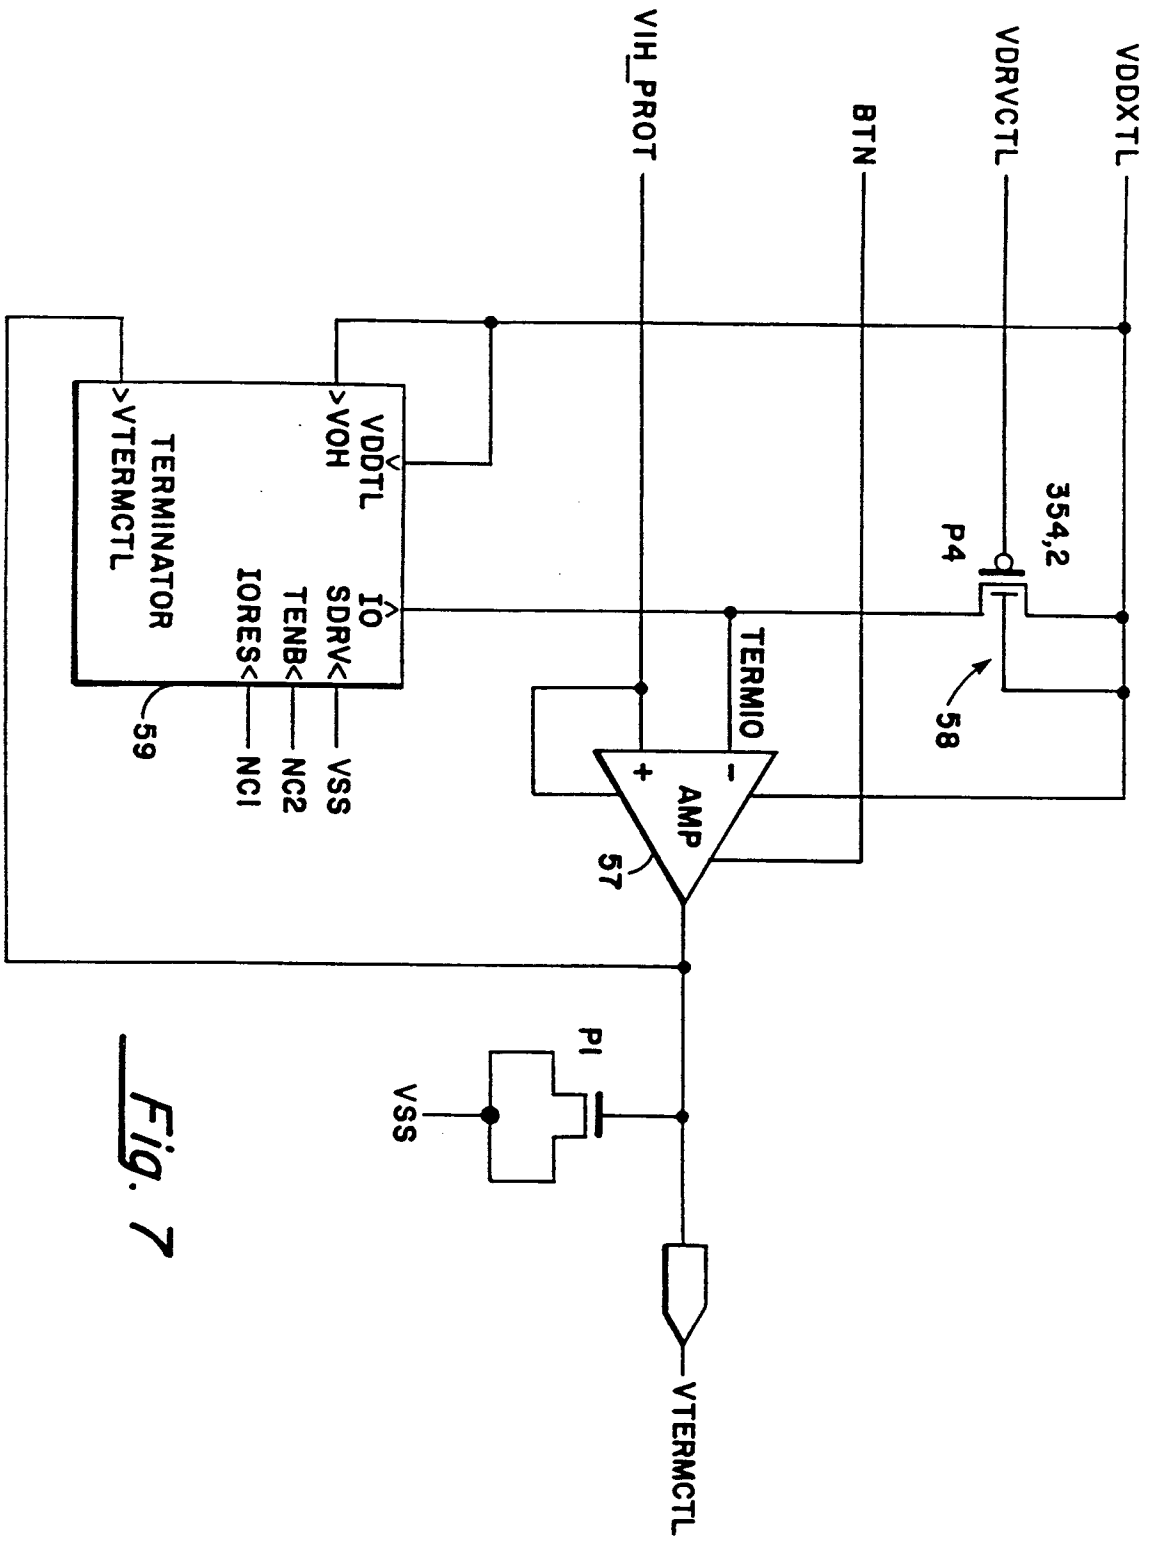 VDDXTL
VDRVCTL
BTN
VIH_PROT
354,2
P4
58
TERMIO
-
+
AMP
57
VDDTL
>VOH
IO
SDRV<
TENB<
IORES<
TERMINATOR
>VTERMCTL
59
VSS
NC2
NC1
P1
VSS
VTERMCTL
Fig. 7